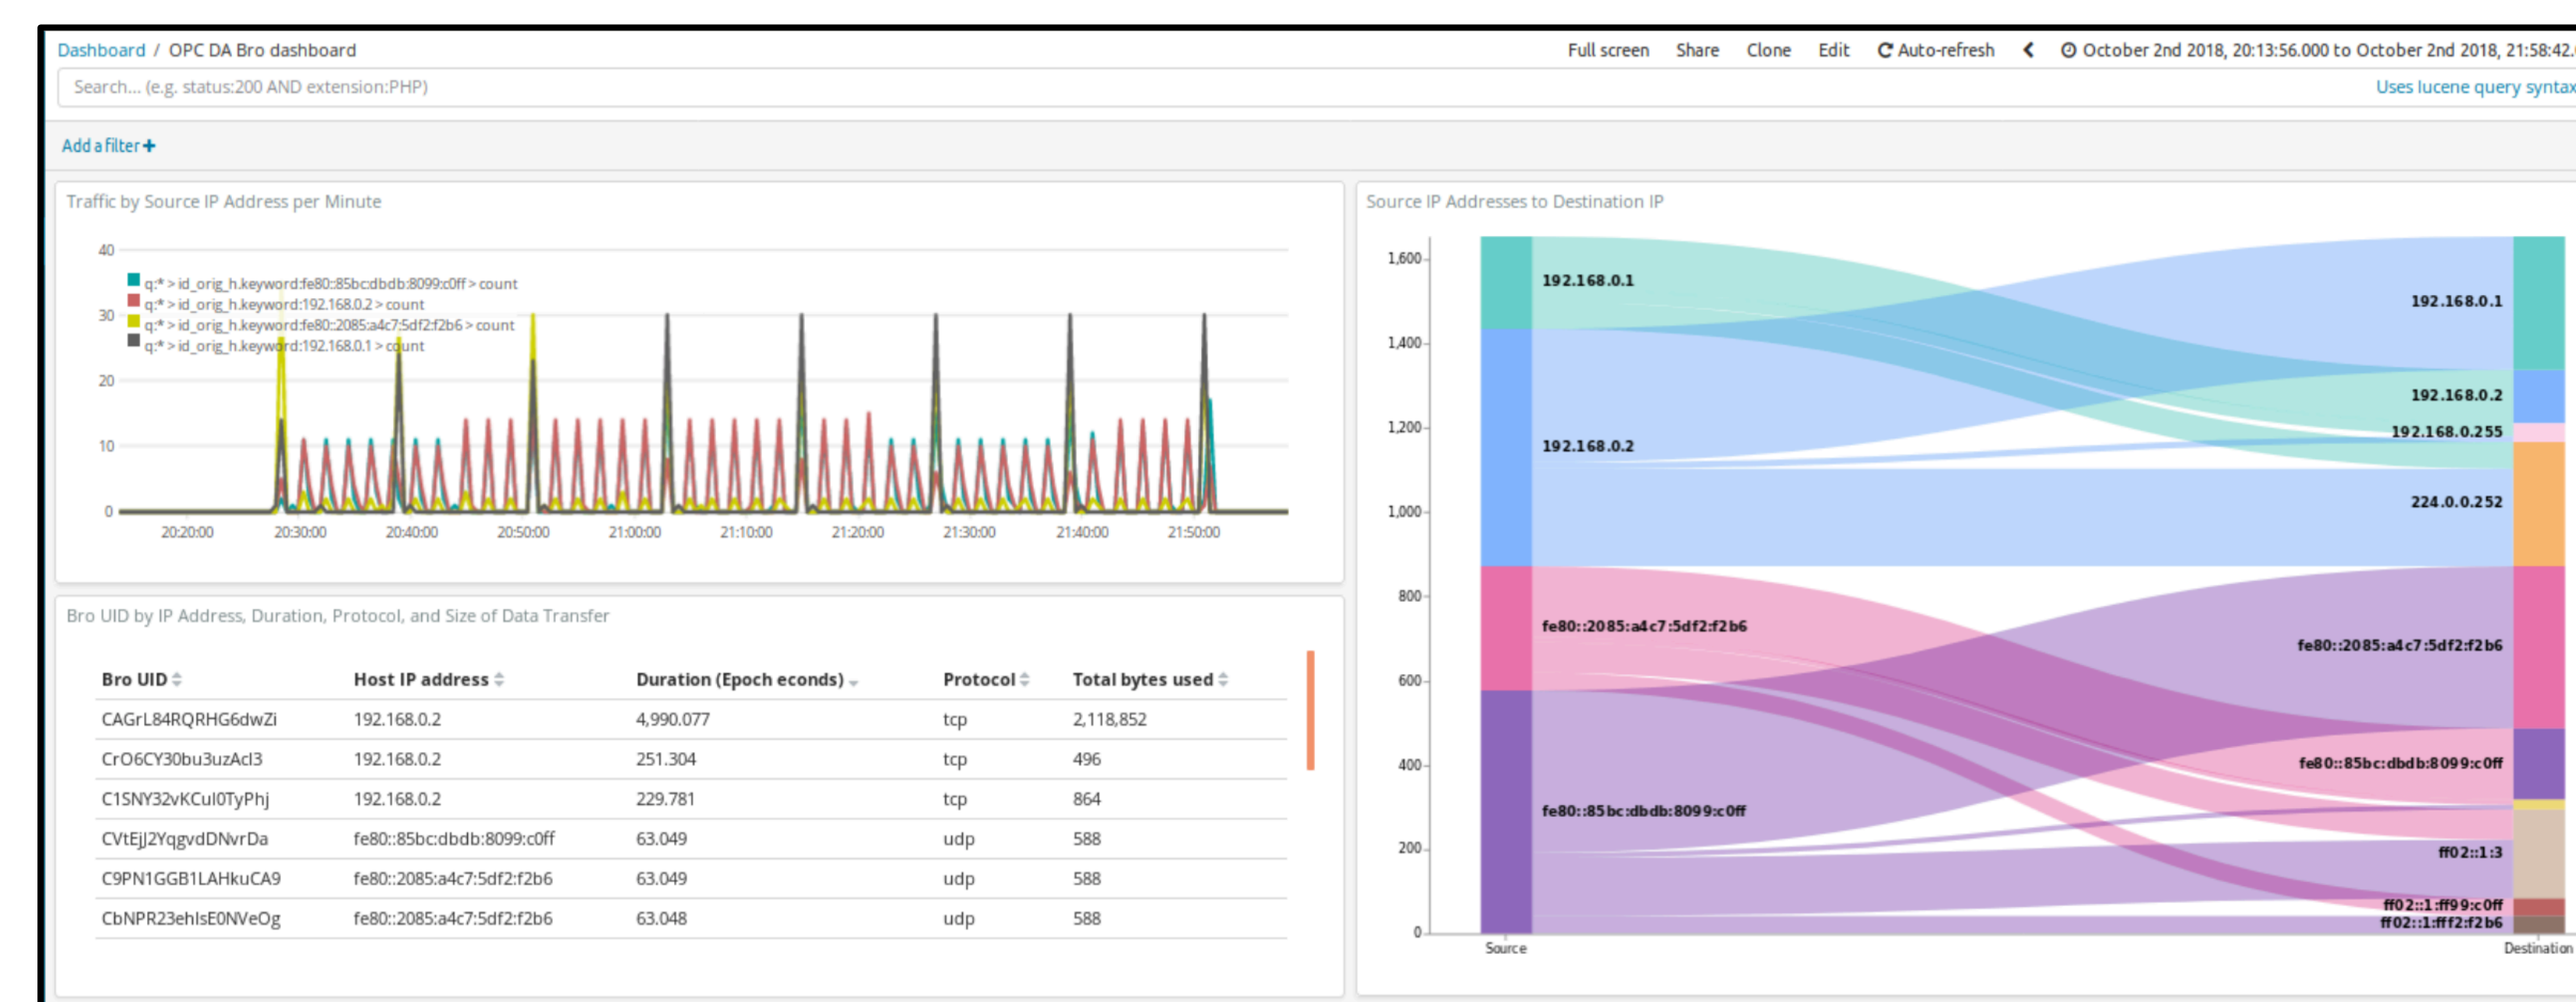 Dashboard / OPC DA Bro dashboard
Full screen Share Clone Edit Auto-refresh October 2nd 2018, 20:13:56.000 to October 2nd 2018, 21:58:42.
Search... (e.g. status:200 AND extension:PHP)
Uses lucene query syntax
Add a filter +
Traffic by Source IP Address per Minute
40
30
20
10
0
q:* > id_orig_h.keyword:fe80::85bc:dbdb:8099:c0ff > count
q:* > id_orig_h.keyword:192.168.0.2 > count
q:* > id_orig_h.keyword:fe80::2085:a4c7:5df2:f2b6 > count
q:* > id_orig_h.keyword:192.168.0.1 > count
20:20:00 20:30:00 20:40:00 20:50:00 21:00:00 21:10:00 21:20:00 21:30:00 21:40:00 21:50:00
Bro UID by IP Address, Duration, Protocol, and Size of Data Transfer
Bro UID Host IP address Duration (Epoch econds) Protocol Total bytes used
CAGrL84RQRHG6dwZi 192.168.0.2 4,990.077 tcp 2,118,852
CrO6CY30bu3uzAcl3 192.168.0.2 251.304 tcp 496
C1SNY32vKCuI0TyPhj 192.168.0.2 229.781 tcp 864
CVtEjJ2YqgvdDNvrDa fe80::85bc:dbdb:8099:c0ff 63.049 udp 588
C9PN1GGB1LAHkuCA9 fe80::2085:a4c7:5df2:f2b6 63.049 udp 588
CbNPR23ehIsE0NVeOg fe80::2085:a4c7:5df2:f2b6 63.048 udp 588
Source IP Addresses to Destination IP
1,600
1,400
1,200
1,000
800
600
400
200
0
192.168.0.1
192.168.0.2
fe80::2085:a4c7:5df2:f2b6
fe80::85bc:dbdb:8099:c0ff
192.168.0.1
192.168.0.2
192.168.0.255
224.0.0.252
fe80::2085:a4c7:5df2:f2b6
fe80::85bc:dbdb:8099:c0ff
ff02::1:3
ff02::1:ff99:c0ff
ff02::1:fff2:f2b6
Source
Destination